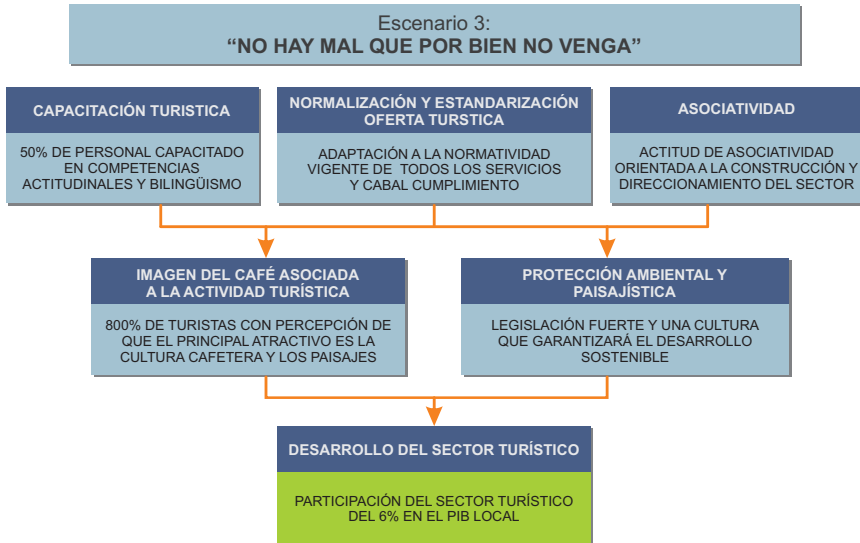 Escenario 3:
“NO HAY MAL QUE POR BIEN NO VENGA”
CAPACITACIÓN TURISTICA
50% DE PERSONAL CAPACITADO
EN COMPETENCIAS
ACTITUDINALES Y BILINGÜISMO
NORMALIZACIÓN Y ESTANDARIZACIÓN
OFERTA TURSTICA
ADAPTACIÓN A LA NORMATIVIDAD
VIGENTE DE TODOS LOS SERVICIOS
Y CABAL CUMPLIMIENTO
ASOCIATIVIDAD
ACTITUD DE ASOCIATIVIDAD
ORIENTADA A LA CONSTRUCCIÓN Y
DIRECCIONAMIENTO DEL SECTOR
IMAGEN DEL CAFÉ ASOCIADA
A LA ACTIVIDAD TURÍSTICA
800% DE TURISTAS CON PERCEPCIÓN DE
QUE EL PRINCIPAL ATRACTIVO ES LA
CULTURA CAFETERA Y LOS PAISAJES
PROTECCIÓN AMBIENTAL Y
PAISAJÍSTICA
LEGISLACIÓN FUERTE Y UNA CULTURA
QUE GARANTIZARÁ EL DESARROLLO
SOSTENIBLE
DESARROLLO DEL SECTOR TURÍSTICO
PARTICIPACIÓN DEL SECTOR TURÍSTICO
DEL 6% EN EL PIB LOCAL